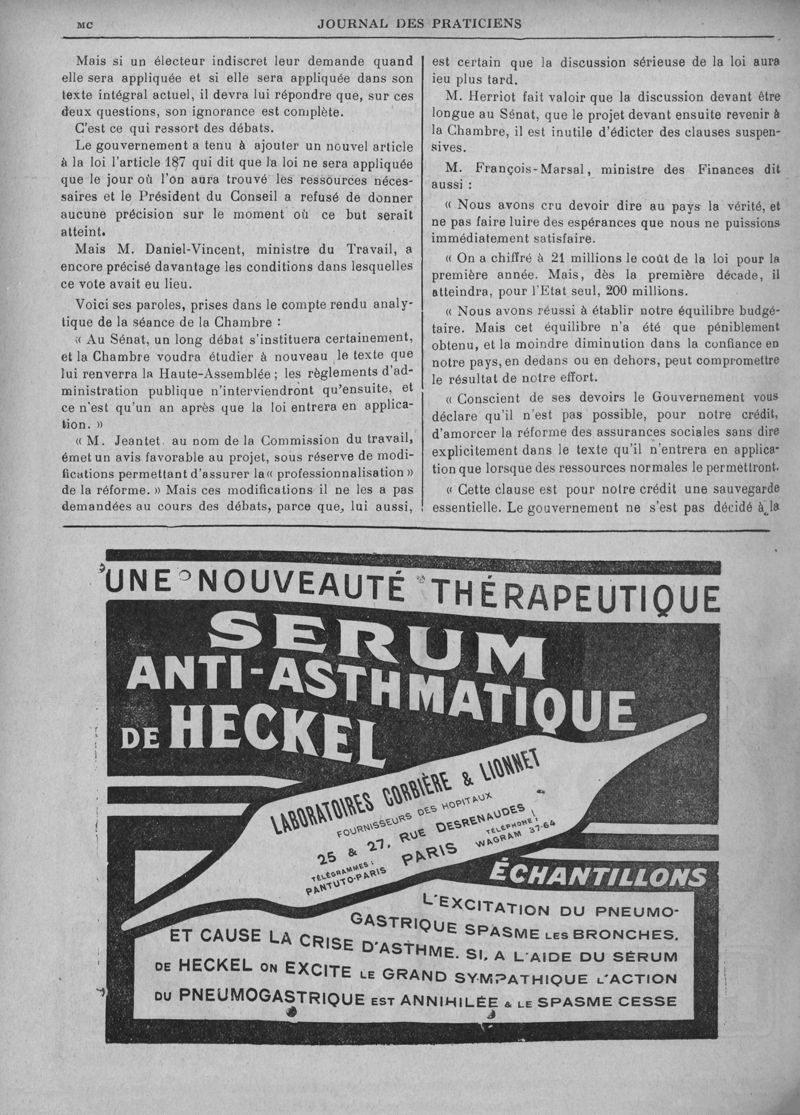 MC
JOURNAL DES PRATICIENS
Mais si un électeur indiscret leur demande quand
elle sera appliquée et si elle sera appliquée dans son
texte intégral actuel, il devra lui répondre que, sur ces
deux questions, son ignorance est complète.
C'est ce qui ressort des débats.
Le gouvernement a tenu à ajouter un nouvel article
à la loi l'article 187 qui dit que la loi ne sera appliquée
que le jour où l'on aura trouvé les ressources néces-
saires et le Président du Conseil a refusé de donner
aucune précision sur le moment où ce but serait
atteint.
Mais M. Daniel-Vincent, ministre du Travail, a
encore précisé davantage les conditions dans lesquelles
ce vote avait eu lieu.
Voici ses paroles, prises dans le compte rendu analy-
tique de la séance de la Chambre :
« Au Sénat, un long débat s'instituera certainement,
et la Chambre voudra étudier à nouveau le texte que
lui renverra la Haute-Assemblée ; les règlements d'ad-
ministration publique n'interviendront qu'ensuite, et
ce n'est qu'un an après que la loi entrera en applica-
tion. »
« M. Jeantet au nom de la Commission du travail,
émet un avis favorable au projet, sous réserve de modi-
fications permettant d'assurer la « professionnalisation »
de la réforme. » Mais ces modifications il ne les a pas
demandées au cours des débats, parce que, lui aussi,
est certain que la discussion sérieuse de la loi aura
ieu plus tard.
M. Herriot fait valoir que la discussion devant être
longue au Sénat, que le projet devant ensuite revenir à
la Chambre, il est inutile d'édicter des clauses suspen-
sives.
M. François-Marsal, ministre des Finances dit
aussi :
« Nous avons cru devoir dire au pays la vérité, et
ne pas faire luire des espérances que nous ne puissions
immédiatement satisfaire.
« On a chiffré à 21 millions le coût de la loi pour la
première année. Mais, dès la première décade, il
atteindra, pour l'Etat seul, 200 millions.
« Nous avons réussi à établir notre équilibre budgé-
taire. Mais cet équilibre n'a été que péniblement
obtenu, et la moindre diminution dans la confiance en
notre pays, en dedans ou en dehors, peut compromettre
le résultat de notre effort.
« Conscient de ses devoirs le Gouvernement vous
déclare qu'il n'est pas possible, pour notre crédit,
d'amorcer la réforme des assurances sociales sans dire
explicitement dans le texte qu'il n'entrera en applica-
tion que lorsque des ressources normales le permettront.
« Cette clause est pour notre crédit une sauvegarde
essentielle. Le gouvernement ne s'est pas décidé à la
UNE NOUVEAUTÉ THÉRAPEUTIQUE
SERUM
ANTI-ASTHMATIQUE
DE HECKEL
LABORATOIRES CORBIÈRE & LIONNET
FOURNISSEURS DES HOPITAUX
25 & 27, RUE DESRENAUDES
TÉLÉGRAMMES :
PANTUTO-PARIS
PARIS
TÉLÉPHONE :
WAGRAM 37-64
ÉCHANTILLONS
L'EXCITATION DU PNEUMO-
GASTRIQUE SPASME LES BRONCHES,
ET CAUSE LA CRISE D'ASTHME. SI, A L'AIDE DU SÉRUM
DE HECKEL ON EXCITE LE GRAND SYMPATHIQUE L'ACTION
DU PNEUMOGASTRIQUE EST ANNIHILÉE & LE SPASME CESSE